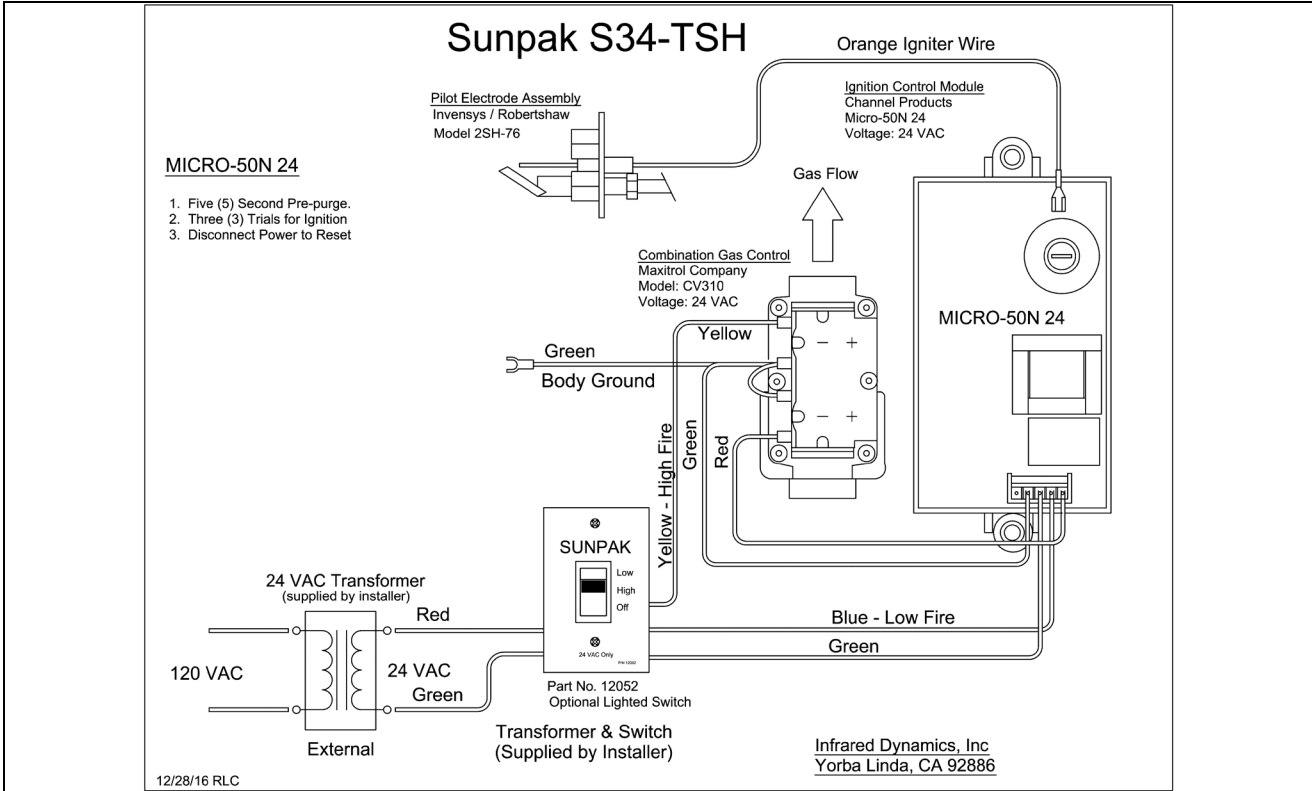 Sunpak S34-TSH
Orange Igniter Wire
Pilot Electrode Assembly
Invensys / Robertshaw
Model 2SH-76
Ignition Control Module
Channel Products
Micro-50N 24
Voltage: 24 VAC
MICRO-50N 24
1. Five (5) Second Pre-purge.
2. Three (3) Trials for Ignition
3. Disconnect Power to Reset
Gas Flow
Combination Gas Control
Maxitrol Company
Model: CV310
Voltage: 24 VAC
MICRO-50N 24
Yellow
Green
Body Ground
- +
- +
Yellow - High Fire
Green
Red
SUNPAK
Low
High
Off
24 VAC Only
P/N 12052
24 VAC Transformer
(supplied by installer)
Red
Blue - Low Fire
Green
120 VAC
24 VAC
Green
Part No. 12052
Optional Lighted Switch
External
Transformer & Switch
(Supplied by Installer)
Infrared Dynamics, Inc
Yorba Linda, CA 92886
12/28/16 RLC